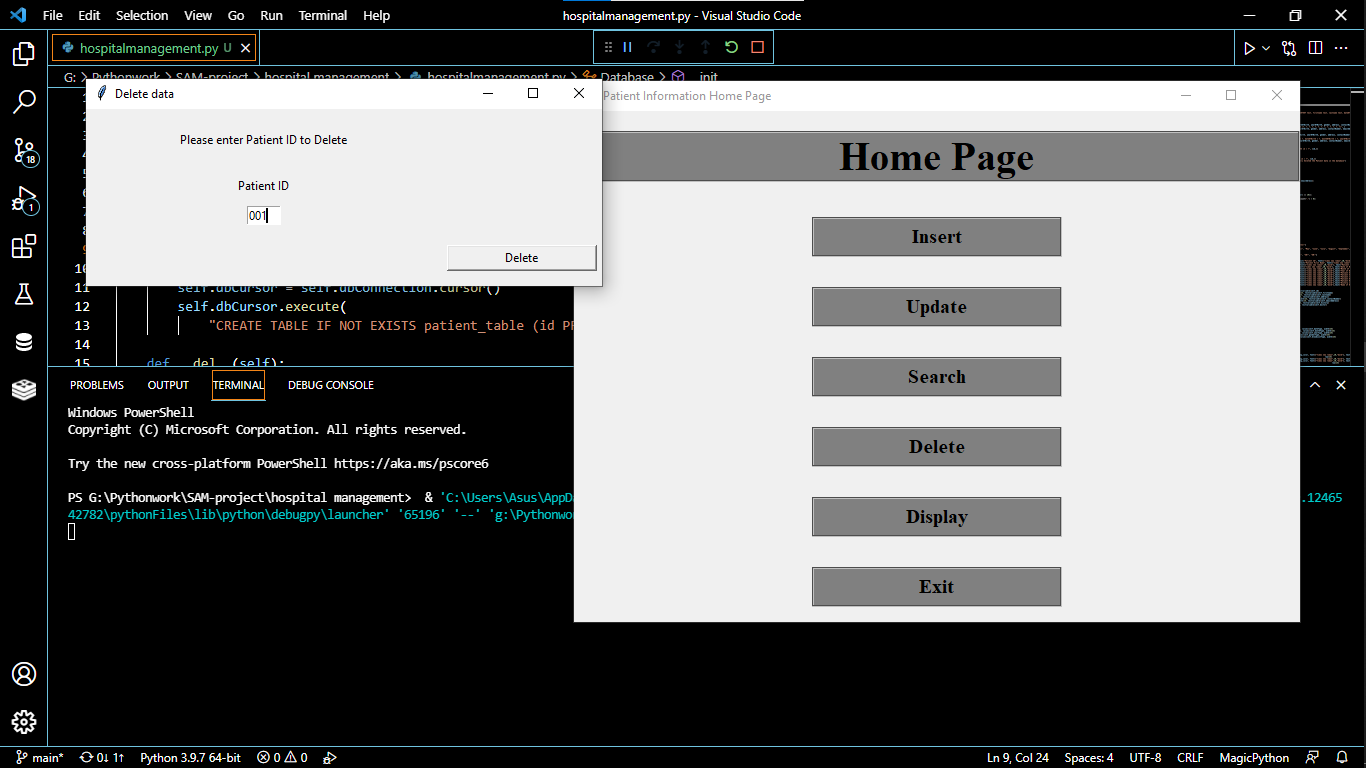 File Edit Selection View Go Run Terminal Help
hospitalmanagement.py - Visual Studio Code
hospitalmanagement.py U
G: > Pythonwork > SAM-project > hospital management > hospitalmanagement.py > Database > __init__
Delete data
Please enter Patient ID to Delete
Patient ID
001
Delete
Patient Information Home Page
Home Page
Insert
Update
Search
Delete
Display
Exit
18
1
10
11 self.dbCursor = self.dbConnection.cursor()
12 self.dbCursor.execute(
13 "CREATE TABLE IF NOT EXISTS patient_table (id
14
15 def __del__(self):
PROBLEMS OUTPUT TERMINAL DEBUG CONSOLE
Windows PowerShell
Copyright (C) Microsoft Corporation. All rights reserved.
Try the new cross-platform PowerShell https://aka.ms/pscore6
PS G:\Pythonwork\SAM-project\hospital management> & 'C:\Users\Asus\AppDa .12465
42782\pythonFiles\lib\python\debugpy\launcher' '65196' '--' 'g:\Pythonwor
main* 0↓ 1↑ Python 3.9.7 64-bit 0 0 Ln 9, Col 24 Spaces: 4 UTF-8 CRLF MagicPython